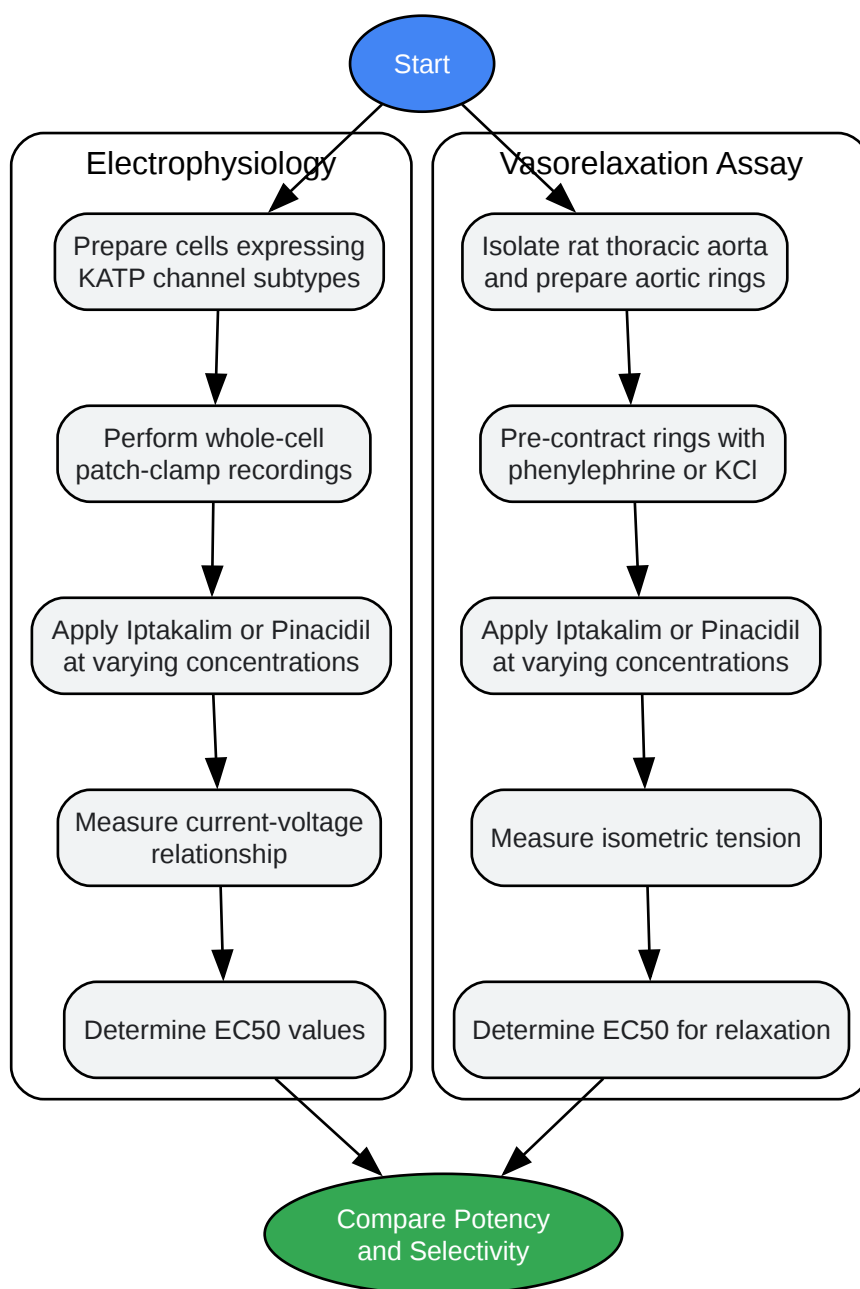 Start
Electrophysiology
Prepare cells expressing
KATP channel subtypes
Perform whole-cell
patch-clamp recordings
Apply Iptakalim or Pinacidil
at varying concentrations
Measure current-voltage
relationship
Determine EC50 values
Vasorelaxation Assay
Isolate rat thoracic aorta
and prepare aortic rings
Pre-contract rings with
phenylephrine or KCl
Apply Iptakalim or Pinacidil
at varying concentrations
Measure isometric tension
Determine EC50 for relaxation
Compare Potency
and Selectivity